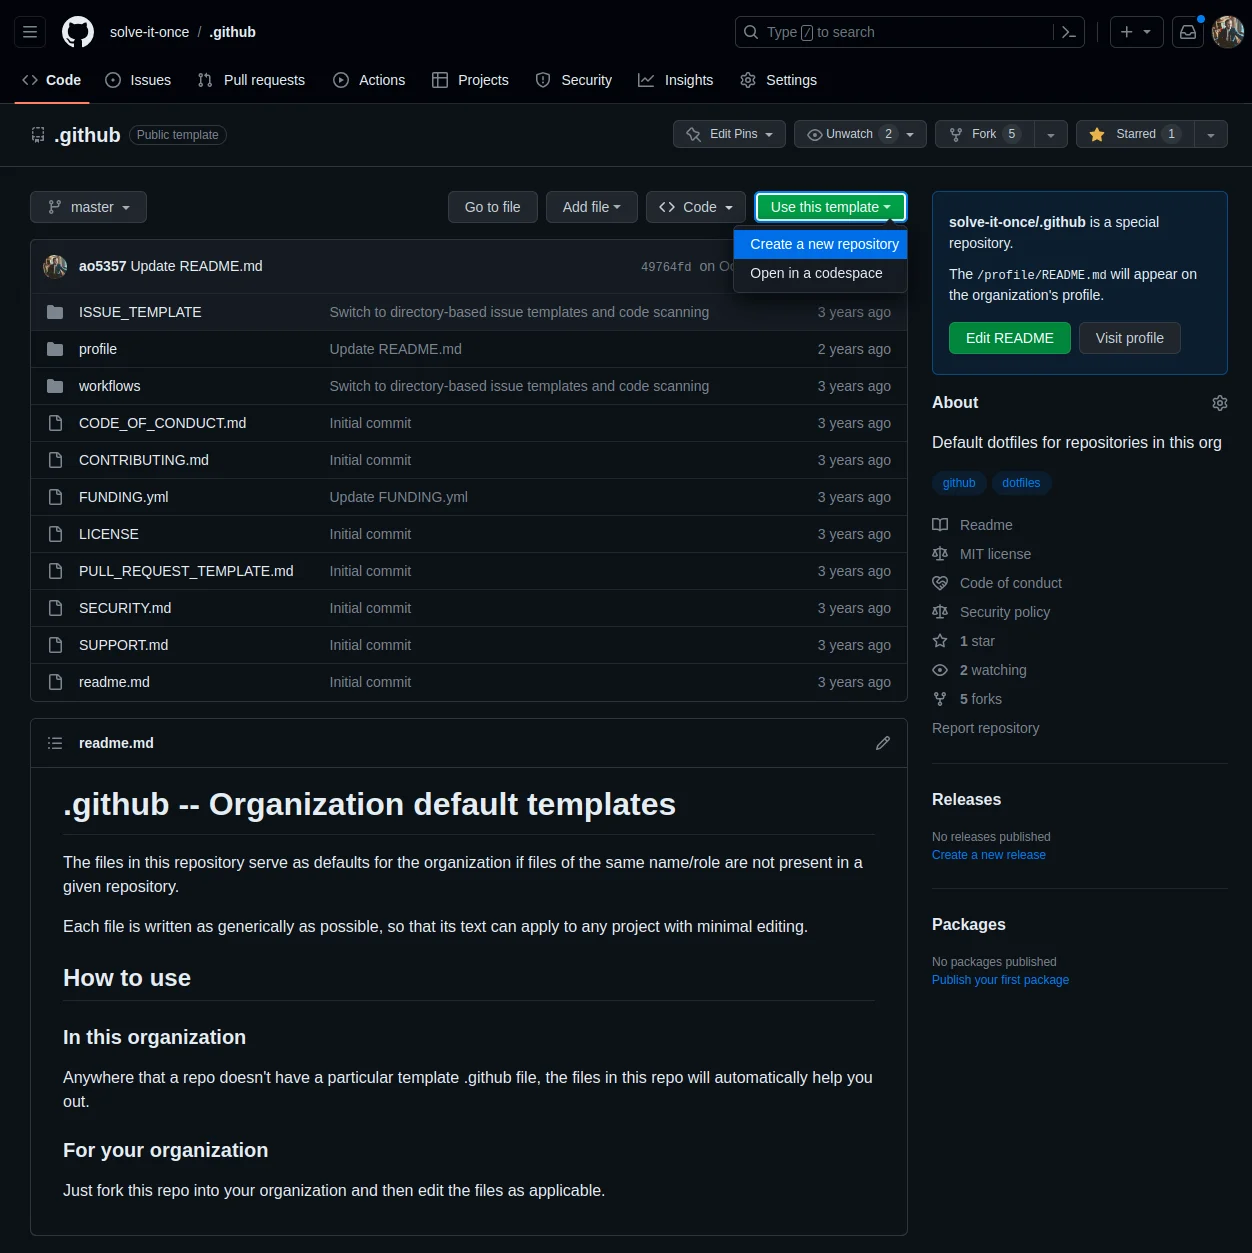 solve-it-once / .github
Type / to search
Code Issues Pull requests Actions Projects Security Insights Settings
.github Public template
Edit Pins Unwatch 2 Fork 5 Starred 1
master Go to file Add file Code Use this template
Create a new repository
Open in a codespace
ao5357 Update README.md 49764fd on Oc
ISSUE_TEMPLATE Switch to directory-based issue templates and code scanning 3 years ago
profile Update README.md 2 years ago
workflows Switch to directory-based issue templates and code scanning 3 years ago
CODE_OF_CONDUCT.md Initial commit 3 years ago
CONTRIBUTING.md Initial commit 3 years ago
FUNDING.yml Update FUNDING.yml 3 years ago
LICENSE Initial commit 3 years ago
PULL_REQUEST_TEMPLATE.md Initial commit 3 years ago
SECURITY.md Initial commit 3 years ago
SUPPORT.md Initial commit 3 years ago
readme.md Initial commit 3 years ago
readme.md
.github -- Organization default templates
The files in this repository serve as defaults for the organization if files of the same name/role are not present in a
given repository.
Each file is written as generically as possible, so that its text can apply to any project with minimal editing.
How to use
In this organization
Anywhere that a repo doesn't have a particular template .github file, the files in this repo will automatically help you
out.
For your organization
Just fork this repo into your organization and then edit the files as applicable.
solve-it-once/.github is a special
repository.
The /profile/README.md will appear on
the organization's profile.
Edit README Visit profile
About
Default dotfiles for repositories in this org
github dotfiles
Readme
MIT license
Code of conduct
Security policy
1 star
2 watching
5 forks
Report repository
Releases
No releases published
Create a new release
Packages
No packages published
Publish your first package